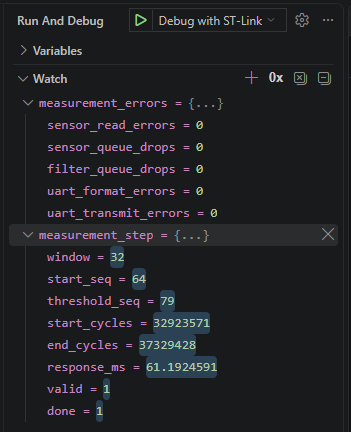 Run And Debug Debug with ST-Link
Variables
Watch 0x
measurement_errors = {...}
sensor_read_errors = 0
sensor_queue_drops = 0
filter_queue_drops = 0
uart_format_errors = 0
uart_transmit_errors = 0
measurement_step = {...}
window = 32
start_seq = 64
threshold_seq = 79
start_cycles = 32923571
end_cycles = 37329428
response_ms = 61.1924591
valid = 1
done = 1